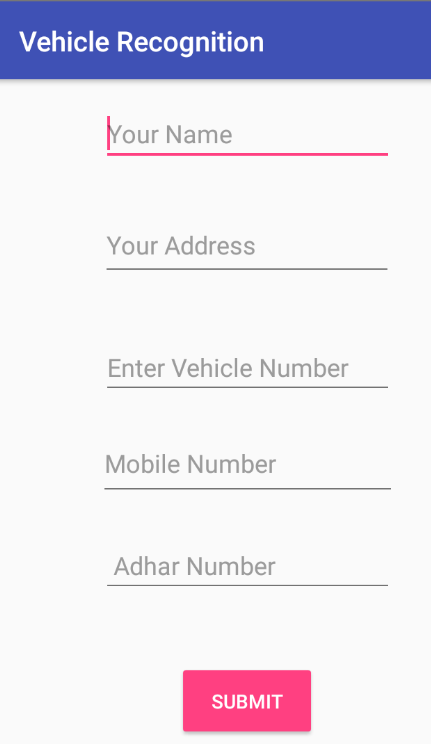 Vehicle Recognition
Your Name
Your Address
Enter Vehicle Number
Mobile Number
Adhar Number
SUBMIT